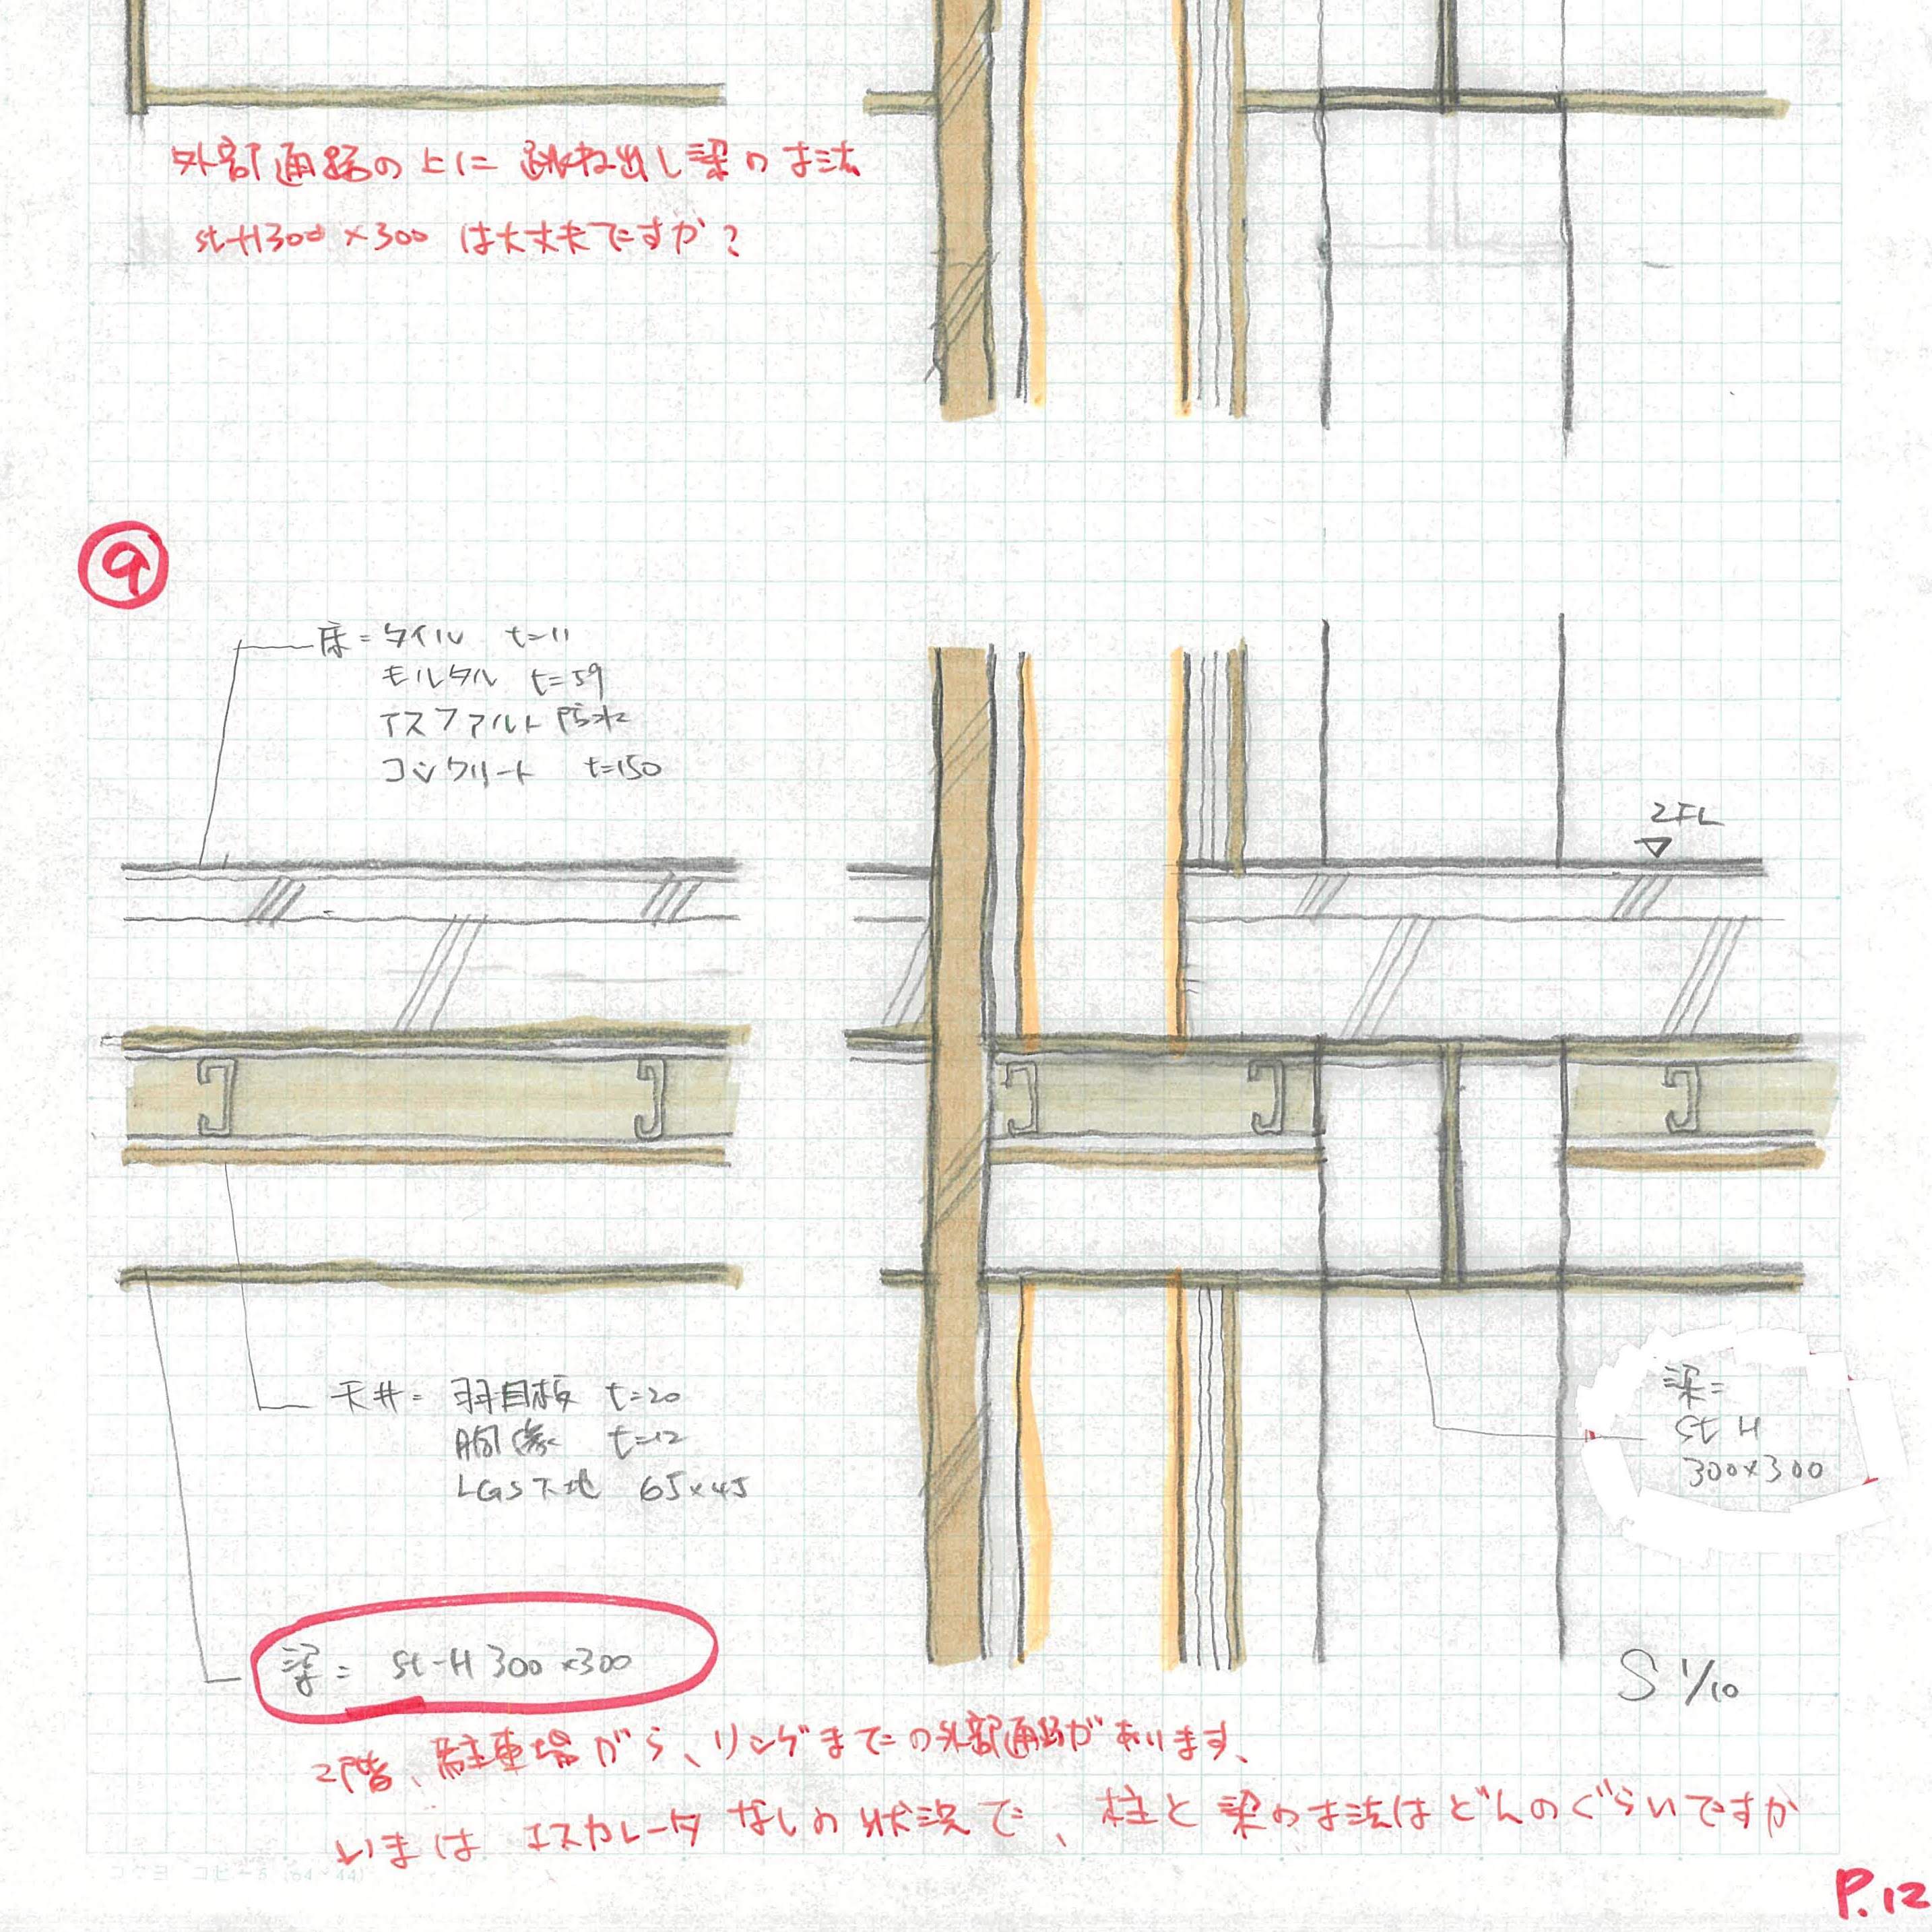 外部通路の上に 跳ね出し梁の寸法
st-H300×300 は大丈夫ですか?
9
床=タイル t=11
モルタル t=59
アスファルト防水
コンクリート t=150
2FL
天井= 羽目板 t=20
胴縁 t=12
LGS下地 65×45
梁=
st H
300×300
梁= st-H 300×300
S 1/10
2階、駐車場がら、リングまでの外部通路があります、
いまは エスカレータなしの状況で、柱と梁の寸法はどんのぐらいですか
コクヨ コピー
P.12